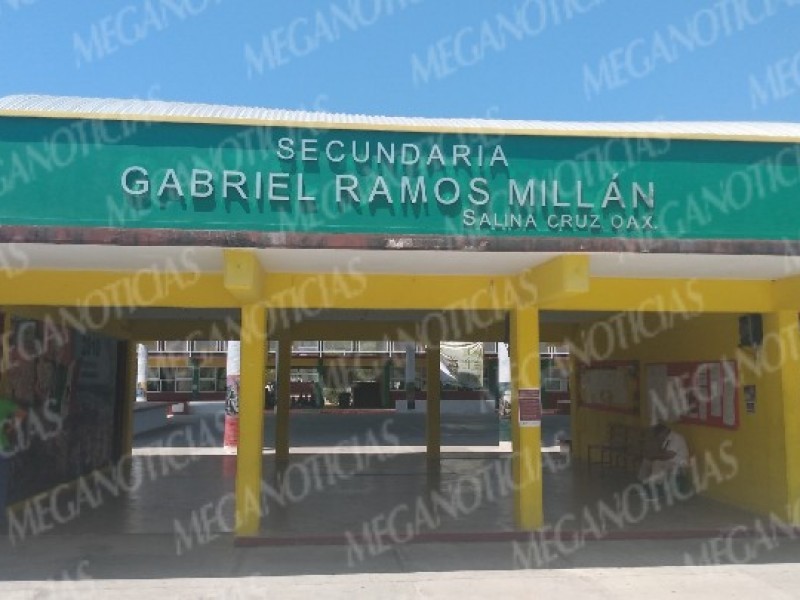 SECUNDARIA
GABRIEL RAMOS MILLÁN
SALINA CRUZ OAX.
MEGANOTICIAS